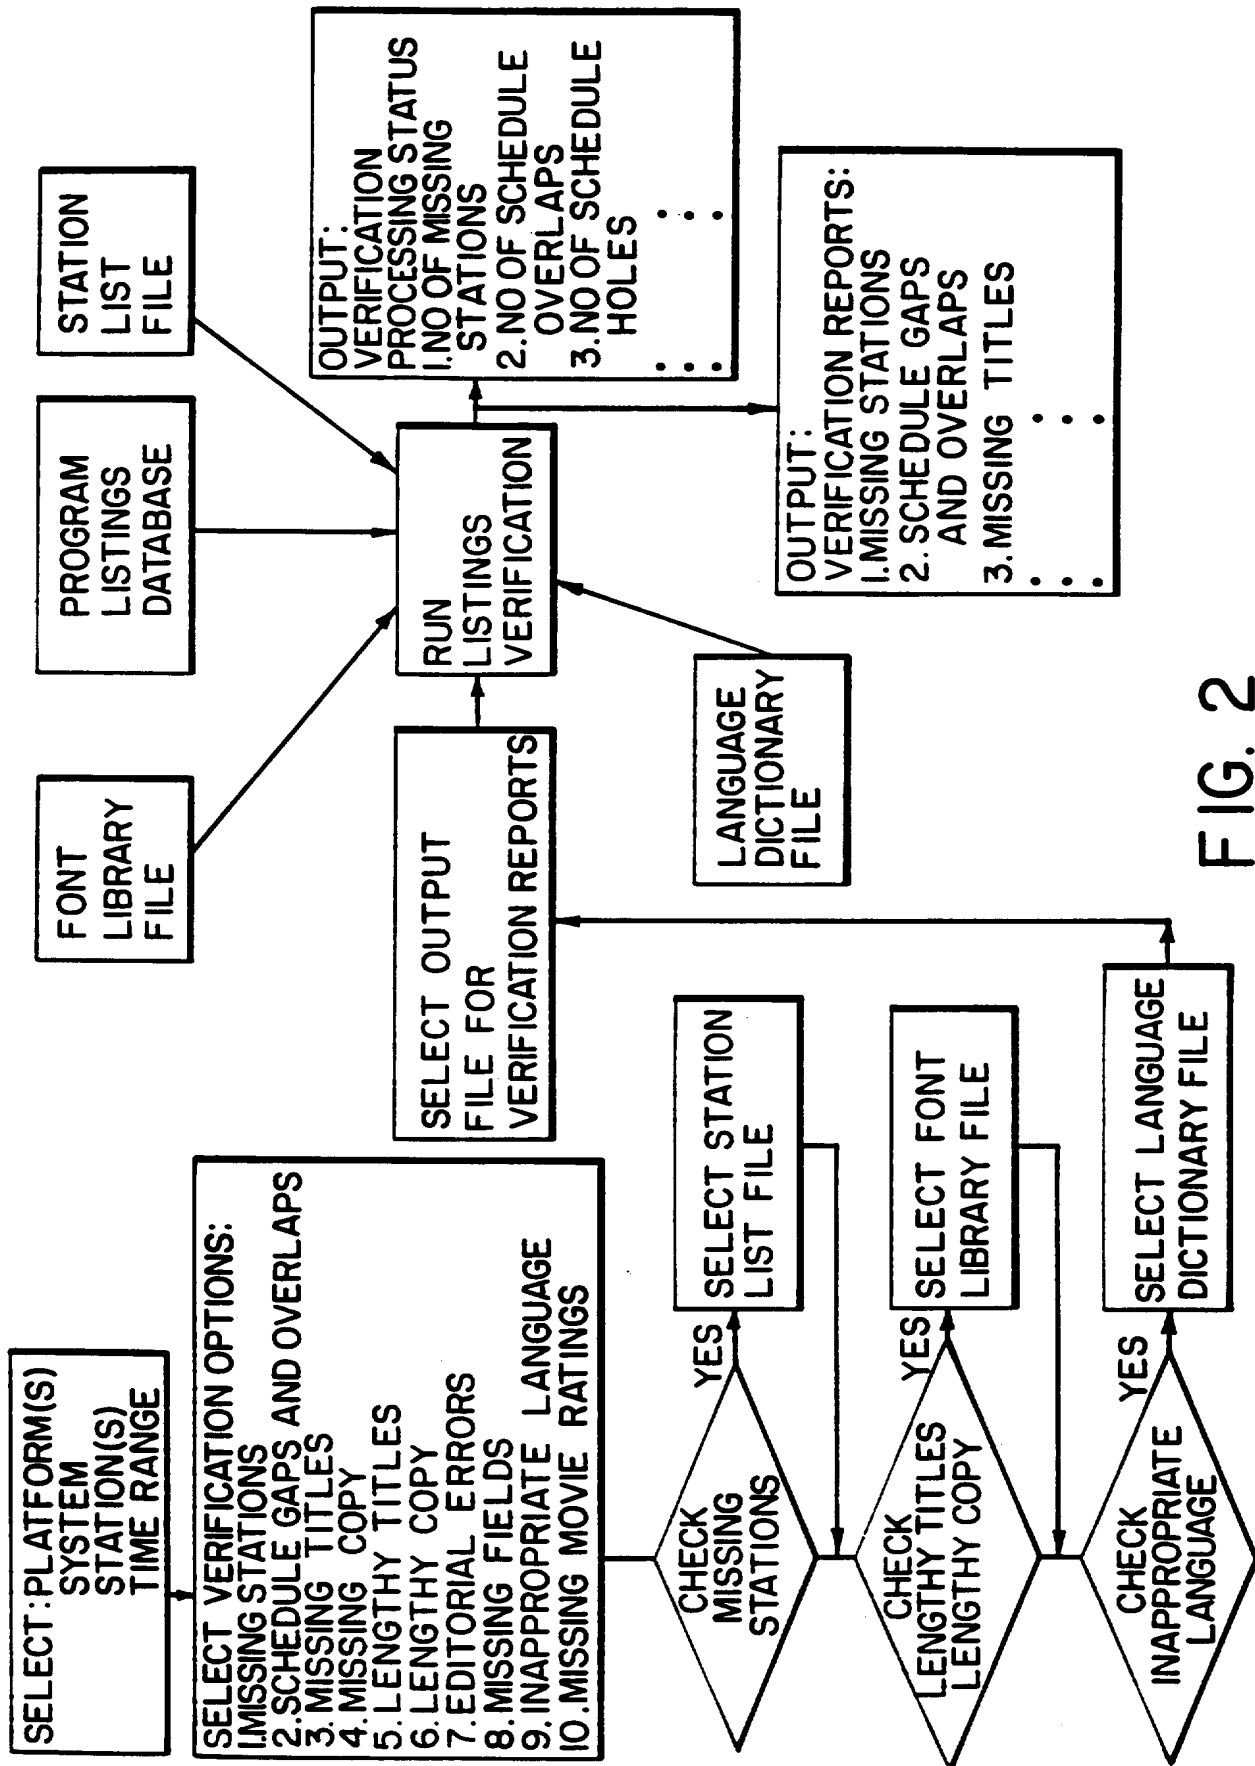 SELECT:PLATFORM(S)
SYSTEM
STATION(S)
TIME RANGE
SELECT VERIFICATION OPTIONS:
1.MISSING STATIONS
2.SCHEDULE GAPS AND OVERLAPS
3.MISSING TITLES
4.MISSING COPY
5.LENGTHY TITLES
6.LENGTHY COPY
7.EDITORIAL ERRORS
8.MISSING FIELDS
9.INAPPROPRIATE LANGUAGE
10.MISSING MOVIE RATINGS
CHECK
MISSING
STATIONS
YES
SELECT STATION
LIST FILE
CHECK
LENGTHY TITLES
LENGTHY COPY
YES
SELECT FONT
LIBRARY FILE
CHECK
INAPPROPRIATE
LANGUAGE
YES
SELECT LANGUAGE
DICTIONARY FILE
SELECT OUTPUT
FILE FOR
VERIFICATION REPORTS
FONT
LIBRARY
FILE
PROGRAM
LISTINGS
DATABASE
STATION
LIST
FILE
RUN
LISTINGS
VERIFICATION
LANGUAGE
DICTIONARY
FILE
OUTPUT:
VERIFICATION
PROCESSING STATUS
1.NO OF MISSING
STATIONS
2.NO OF SCHEDULE
OVERLAPS
3.NO OF SCHEDULE
HOLES
OUTPUT:
VERIFICATION REPORTS:
1.MISSING STATIONS
2.SCHEDULE GAPS
AND OVERLAPS
3.MISSING TITLES
FIG. 2